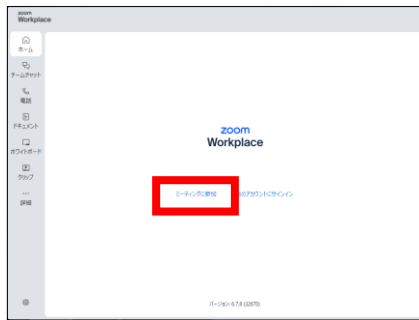 zoom
Workplace
ホーム
チームチャット
電話
ドキュメント
ホワイトボード
クリップ
詳細
zoom
Workplace
ミーティングに参加
のアカウントにサインイン
バージョン: 6.7.8 (32670)